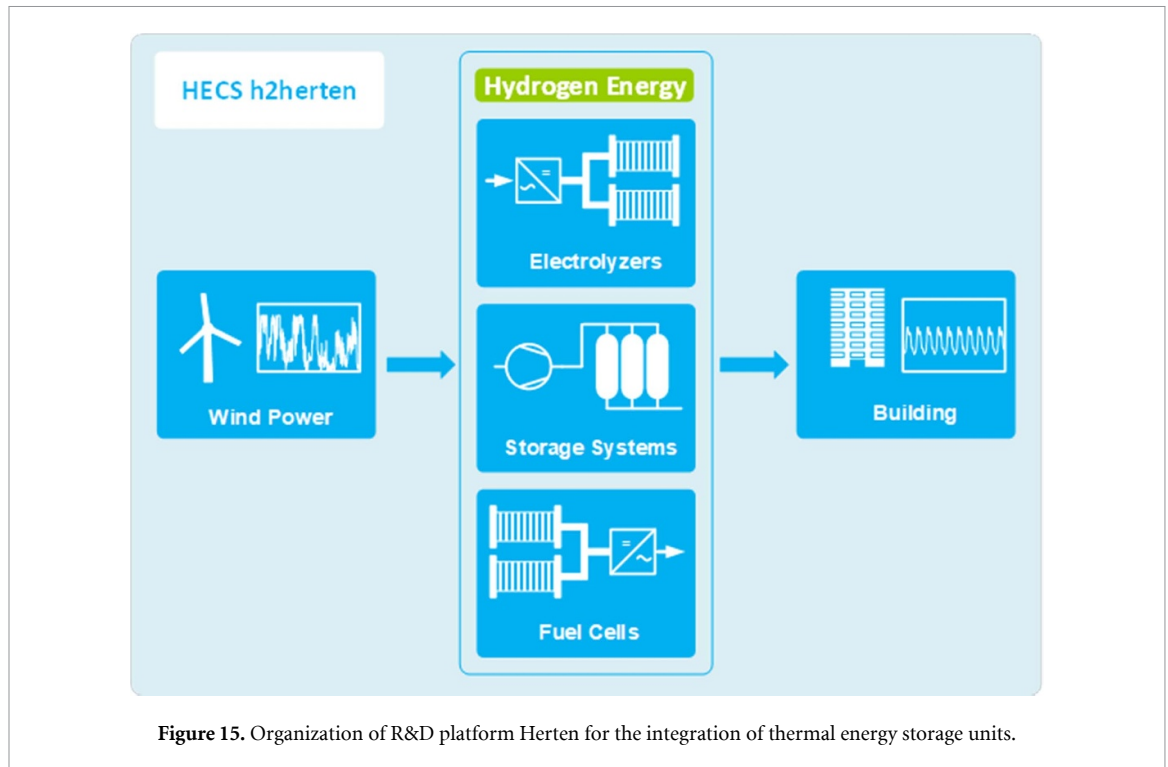 HECS h2herten
Hydrogen Energy
Electrolyzers
Wind Power
Storage Systems
Building
Fuel Cells
Figure 15. Organization of R&D platform Herten for the integration of thermal energy storage units.